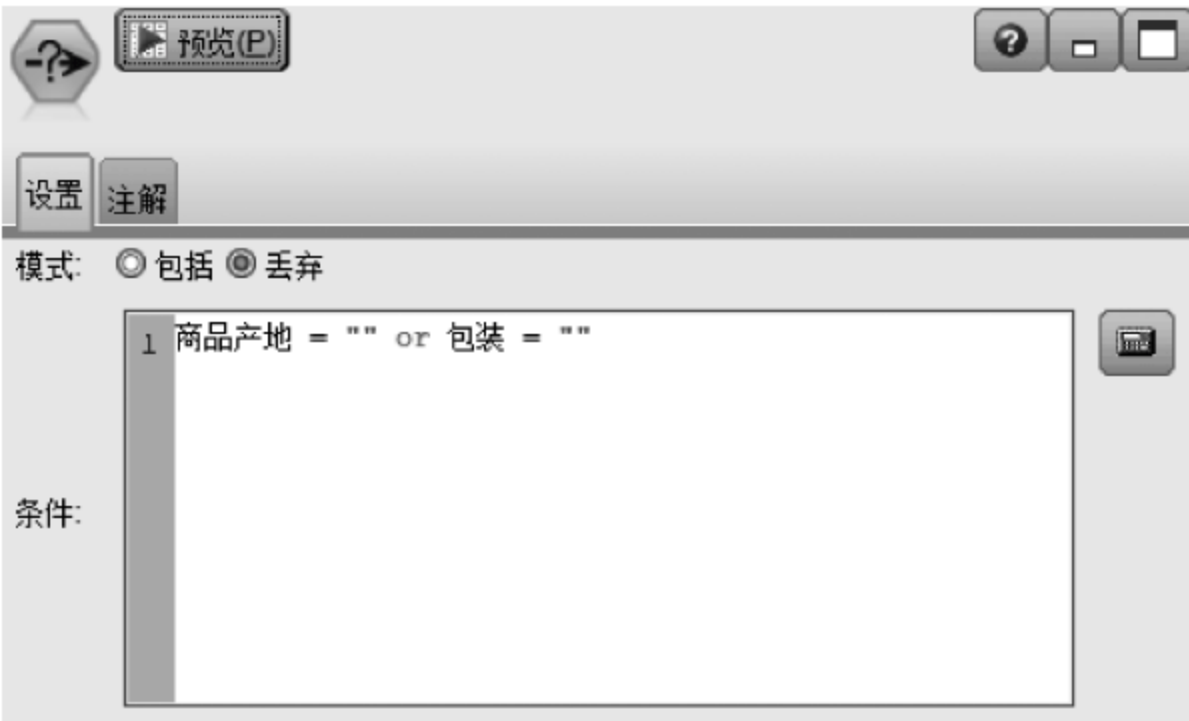 预览(P)
设置 注解
模式: 包括 丢弃
1 商品产地 = "" or 包装 = ""
条件: